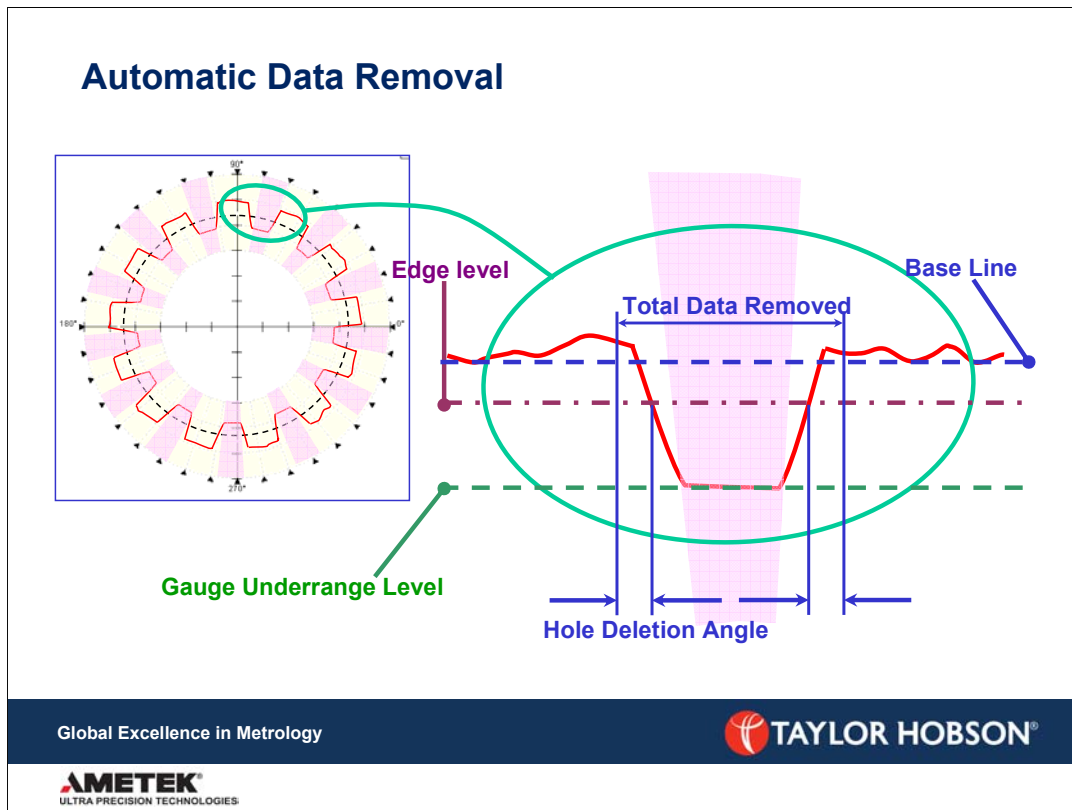 Automatic Data Removal
90°
180°
0°
270°
Edge level
Base Line
Total Data Removed
Gauge Underrange Level
Hole Deletion Angle
Global Excellence in Metrology
TAYLOR HOBSON®
AMETEK®
ULTRA PRECISION TECHNOLOGIES